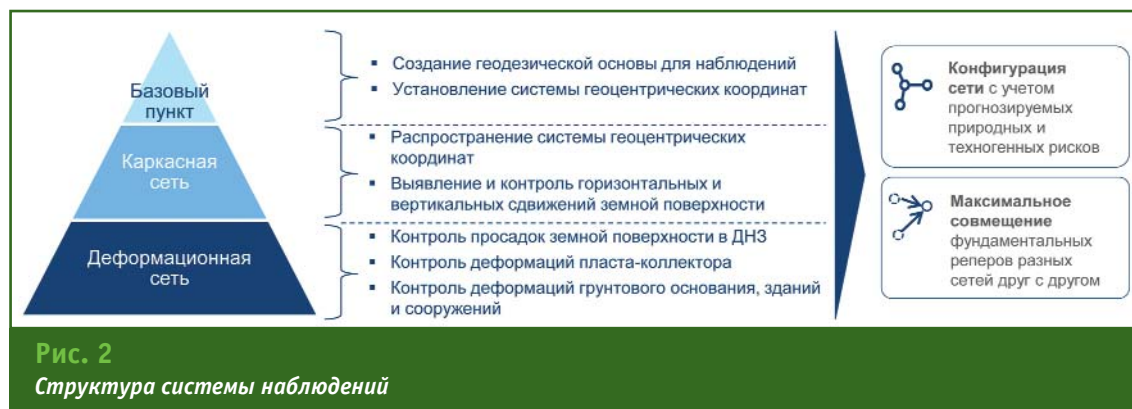 Базовый
пункт
Каркасная
сеть
Деформационная
сеть
▪ Создание геодезической основы для наблюдений
▪ Установление системы геоцентрических координат
▪ Распространение системы геоцентрических
координат
▪ Выявление и контроль горизонтальных и
вертикальных сдвижений земной поверхности
▪ Контроль просадок земной поверхности в ДНЗ
▪ Контроль деформаций пласта-коллектора
▪ Контроль деформаций грунтового основания, зданий
и сооружений
Конфигурация
сети с учетом
прогнозируемых
природных и
техногенных рисков
Максимальное
совмещение
фундаментальных
реперов разных
сетей друг с другом
Рис. 2
Структура системы наблюдений